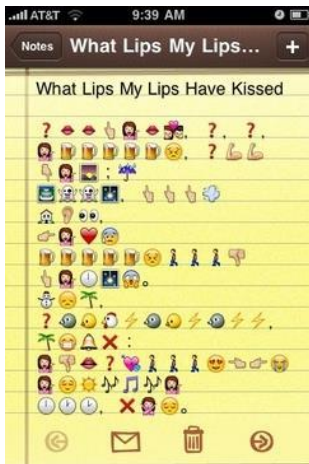 AT&T 9:39 AM
Notes What Lips My Lips... +
What Lips My Lips Have Kissed